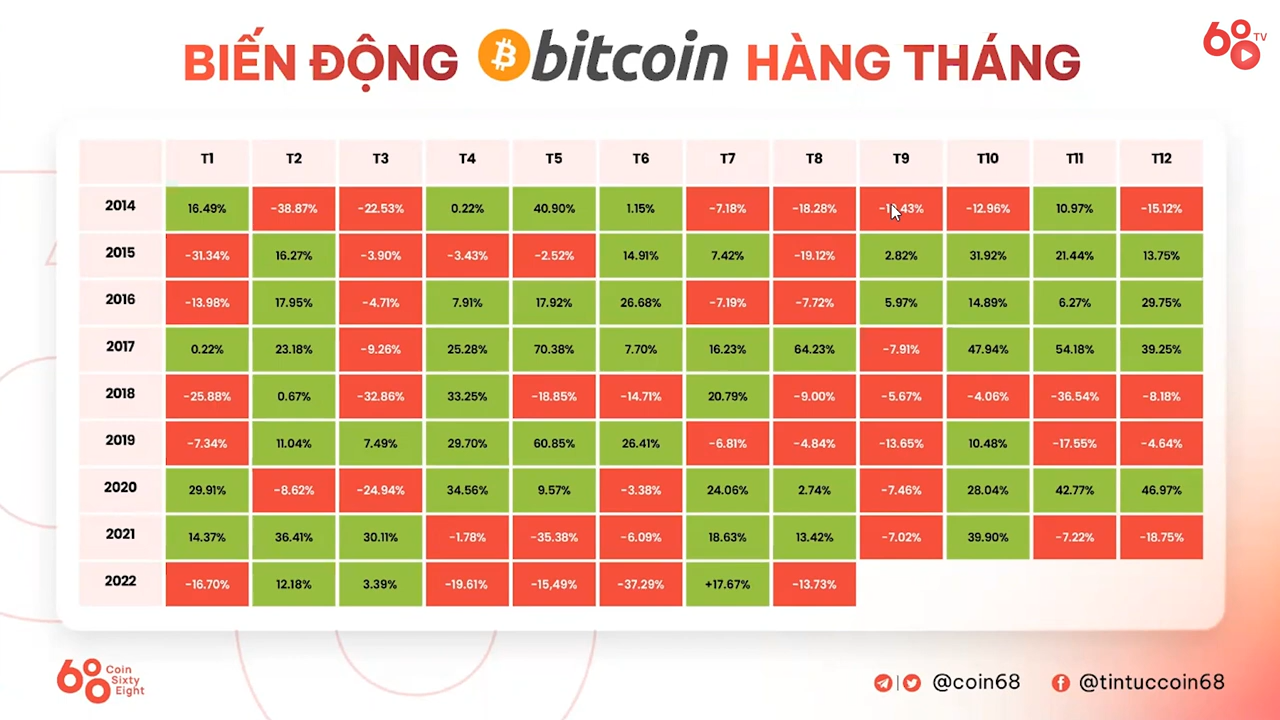 BIẾN ĐỘNG bitcoin HÀNG THÁNG
68 TV
T1 T2 T3 T4 T5 T6 T7 T8 T9 T10 T11 T12
2014 16.49% -38.87% -22.53% 0.22% 40.90% 1.15% -7.18% -18.28% -12.96% 10.97% -15.12%
2015 -31.34% 16.27% -3.90% -3.43% -2.52% 14.91% 7.42% -19.12% 2.82% 31.92% 21.44% 13.75%
2016 -13.98% 17.95% -4.71% 7.91% 17.92% 26.68% -7.19% -7.72% 5.97% 14.89% 6.27% 29.75%
2017 0.22% 23.18% -9.26% 25.28% 70.38% 7.70% 16.23% 64.23% -7.91% 47.94% 54.18% 39.25%
2018 -25.88% 0.67% -32.86% 33.25% -18.85% -14.71% 20.79% -9.00% -5.67% -4.06% -36.54% -8.18%
2019 -7.34% 11.04% 7.49% 29.70% 60.85% 26.41% -6.81% -4.84% -13.65% 10.48% -17.55% -4.64%
2020 29.91% -8.62% -24.94% 34.56% 9.57% -3.38% 24.06% 2.74% -7.46% 28.04% 42.77% 46.97%
2021 14.37% 36.41% 30.11% -1.78% -35.38% -6.09% 18.63% 13.42% -7.02% 39.90% -7.22% -18.75%
2022 -16.70% 12.18% 3.39% -19.61% -15,49% -37.29% +17.67% -13.73%
68 Coin
Sixty
Eight
@coin68 @tintuccoin68